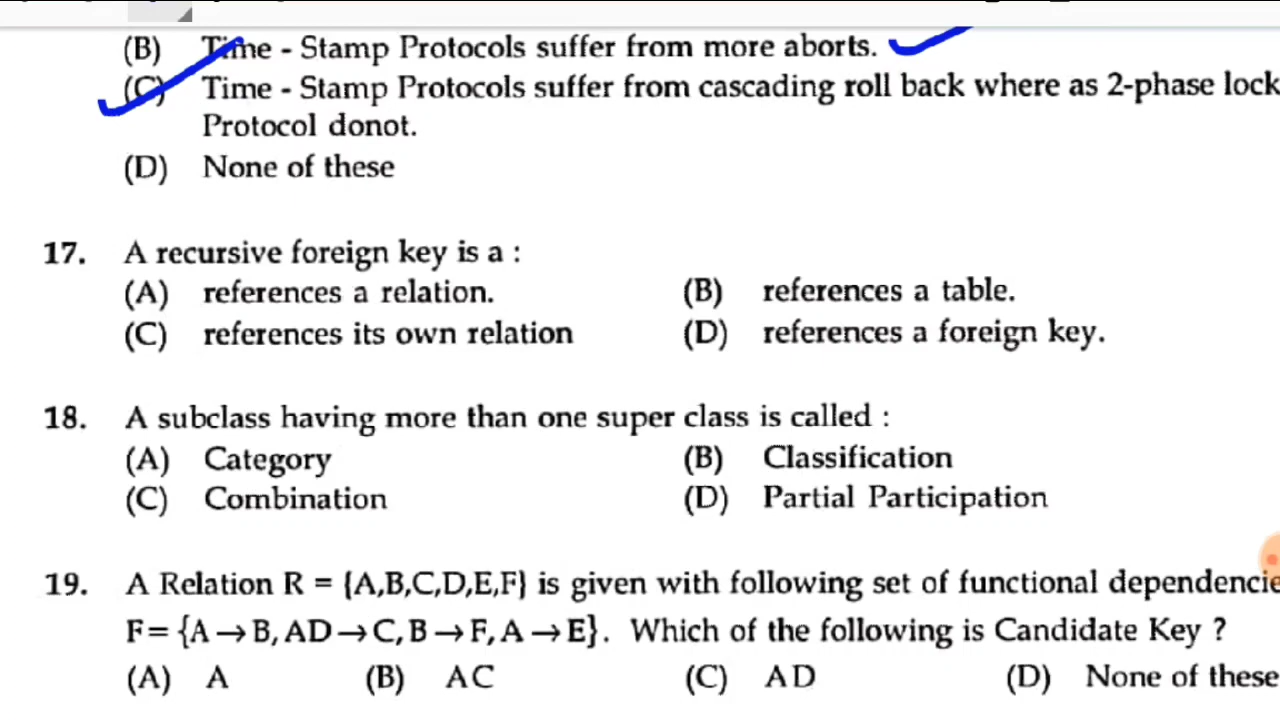 (B) Time - Stamp Protocols suffer from more aborts.
(C) Time - Stamp Protocols suffer from cascading roll back where as 2-phase lock
Protocol donot.
(D) None of these
17. A recursive foreign key is a :
(A) references a relation. (B) references a table.
(C) references its own relation (D) references a foreign key.
18. A subclass having more than one super class is called :
(A) Category (B) Classification
(C) Combination (D) Partial Participation
19. A Relation R = {A,B,C,D,E,F} is given with following set of functional dependencie
F= {A→B, AD→C, B→F, A→E}. Which of the following is Candidate Key ?
(A) A (B) AC (C) AD (D) None of these